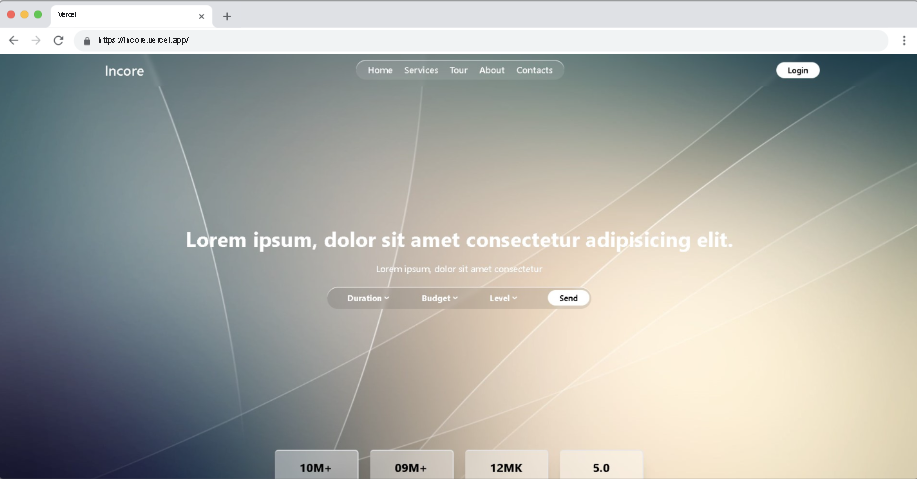 Vercel
https://incore.vercel.app/
Incore
Home Services Tour About Contacts
Login
Lorem ipsum, dolor sit amet consectetur adipisicing elit.
Lorem ipsum, dolor sit amet consectetur
Duration Budget Level Send
10M+ 09M+ 12MK 5.0